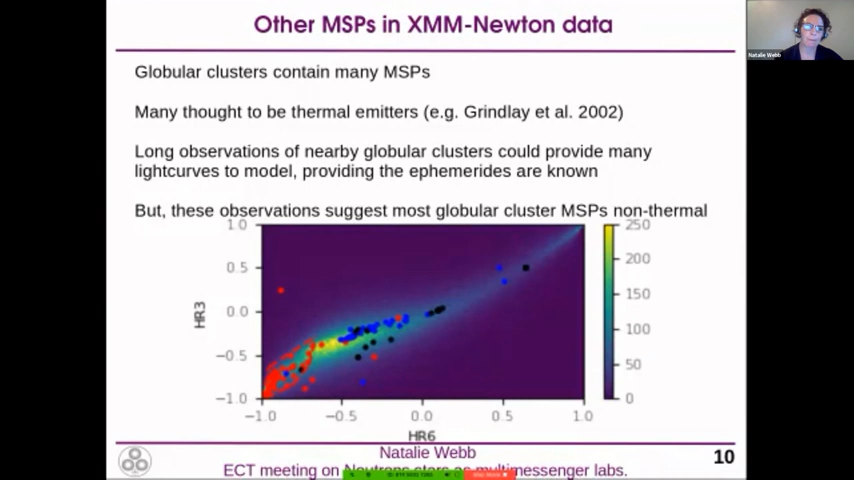 Other MSPs in XMM-Newton data
Natalie Webb
Globular clusters contain many MSPs
Many thought to be thermal emitters (e.g. Grindlay et al. 2002)
Long observations of nearby globular clusters could provide many
lightcurves to model, providing the ephemerides are known
But, these observations suggest most globular cluster MSPs non-thermal
1.0
0.5
0.0
−0.5
−1.0
HR3
−1.0 −0.5 0.0 0.5 1.0
HR6
250
200
150
100
50
0
Natalie Webb
10
ECT meeting on Neutrons stars as multimessenger labs.